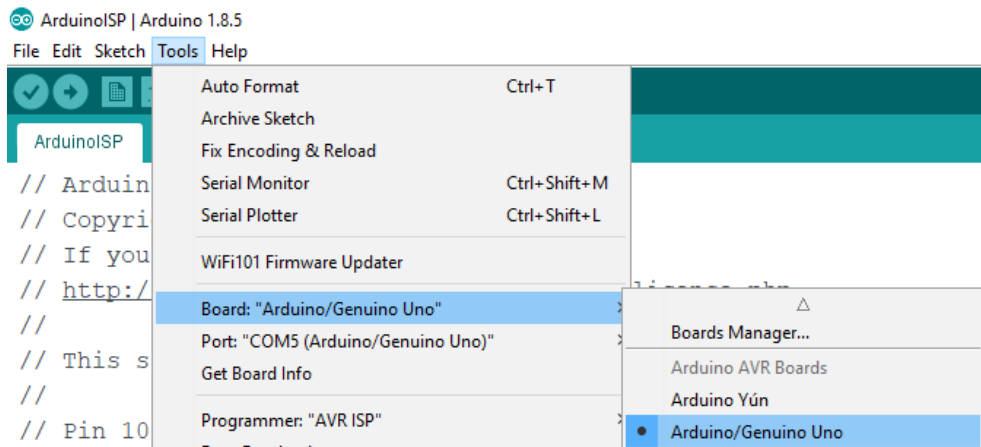 ArduinoISP | Arduino 1.8.5
File Edit Sketch Tools Help
Auto Format Ctrl+T
Archive Sketch
ArduinoISP
Fix Encoding & Reload
// Arduin
Serial Monitor Ctrl+Shift+M
// Copyri
Serial Plotter Ctrl+Shift+L
// If you
WiFi101 Firmware Updater
// http:/
//
Board: "Arduino/Genuino Uno"
Port: "COM5 (Arduino/Genuino Uno)"
// This s
Get Board Info
//
// Pin 10
Programmer: "AVR ISP"
Boards Manager...
Arduino AVR Boards
Arduino Yún
Arduino/Genuino Uno